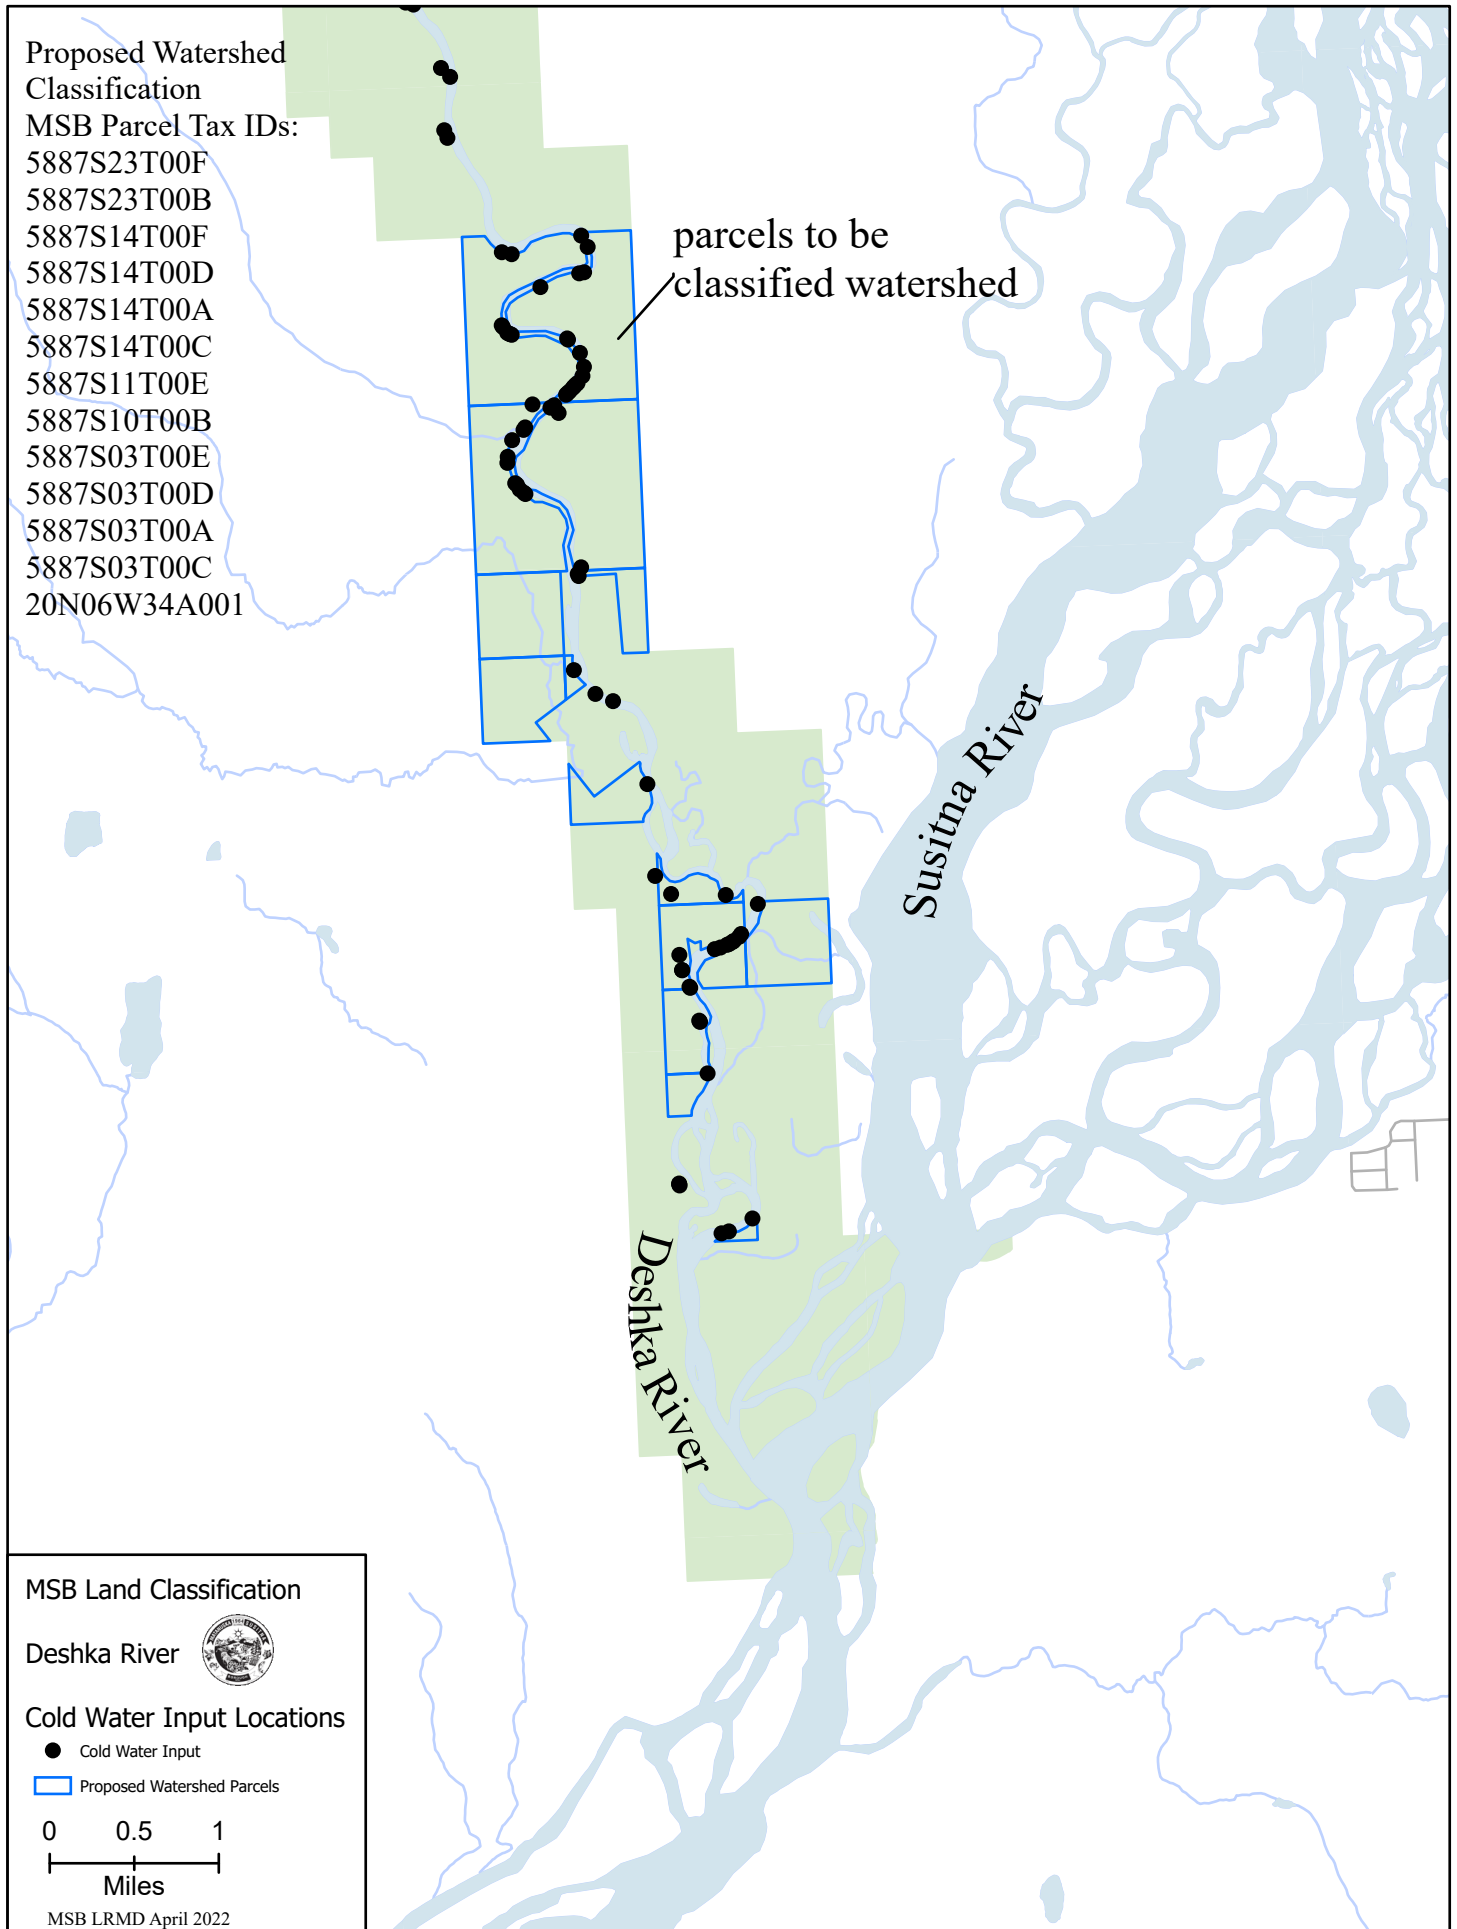 Proposed Watershed
Classification
MSB Parcel Tax IDs:
5887S23T00F
5887S23T00B
5887S14T00F
5887S14T00D
5887S14T00A
5887S14T00C
5887S11T00E
5887S10T00B
5887S03T00E
5887S03T00D
5887S03T00A
5887S03T00C
20N06W34A001
parcels to be
classified watershed
Susitna River
Deshka River
MSB Land Classification
Deshka River
Cold Water Input Locations
Cold Water Input
Proposed Watershed Parcels
0 0.5 1
Miles
MSB LRMD April 2022